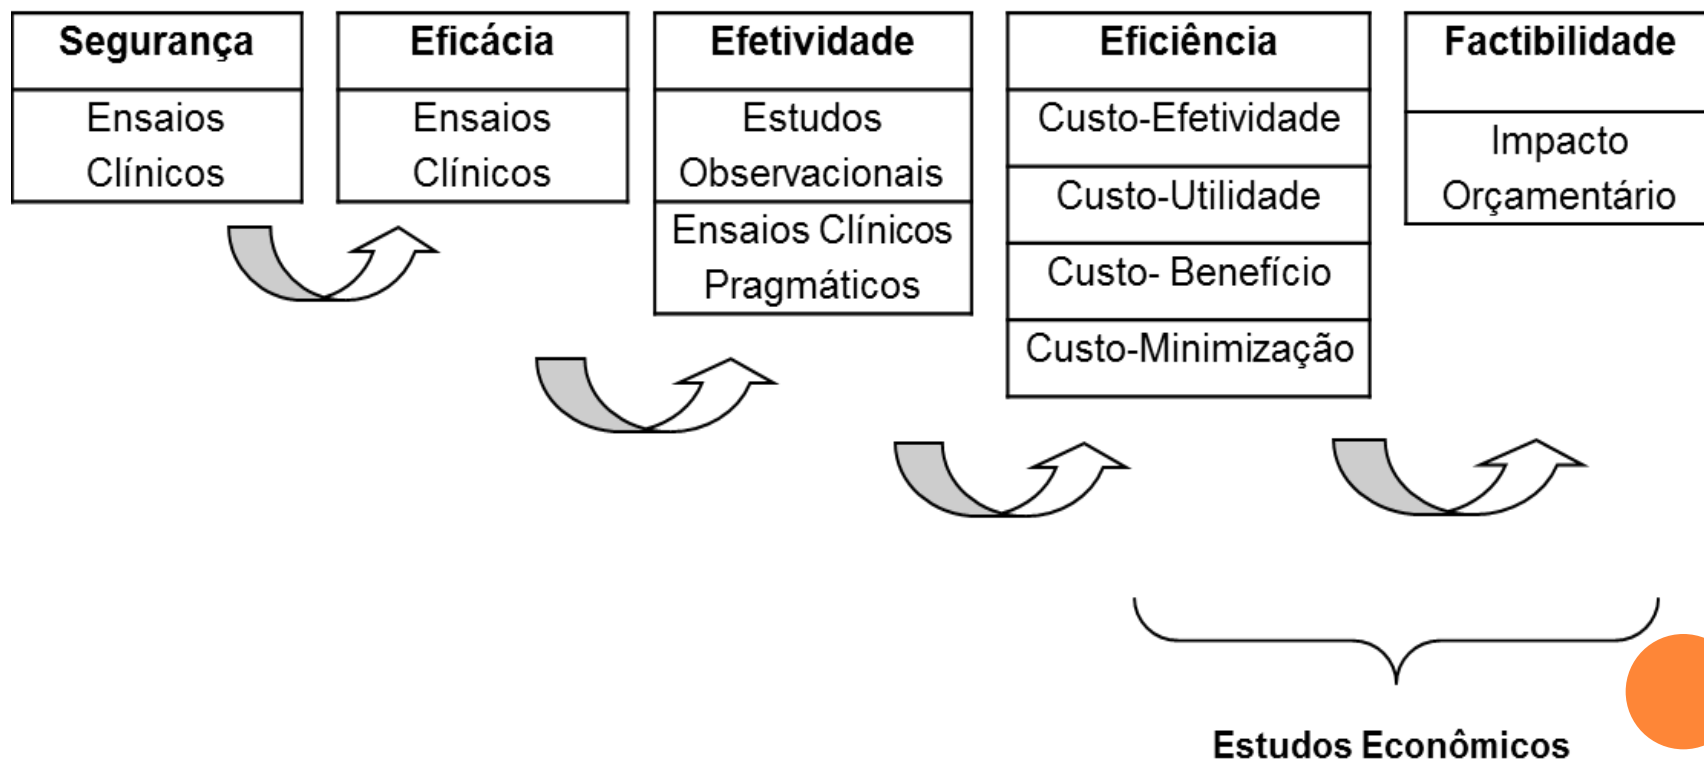 Segurança
Ensaios
Clínicos
Eficácia
Ensaios
Clínicos
Efetividade
Estudos
Observacionais
Ensaios Clínicos
Pragmáticos
Eficiência
Custo-Efetividade
Custo-Utilidade
Custo- Benefício
Custo-Minimização
Factibilidade
Impacto
Orçamentário
Estudos Econômicos